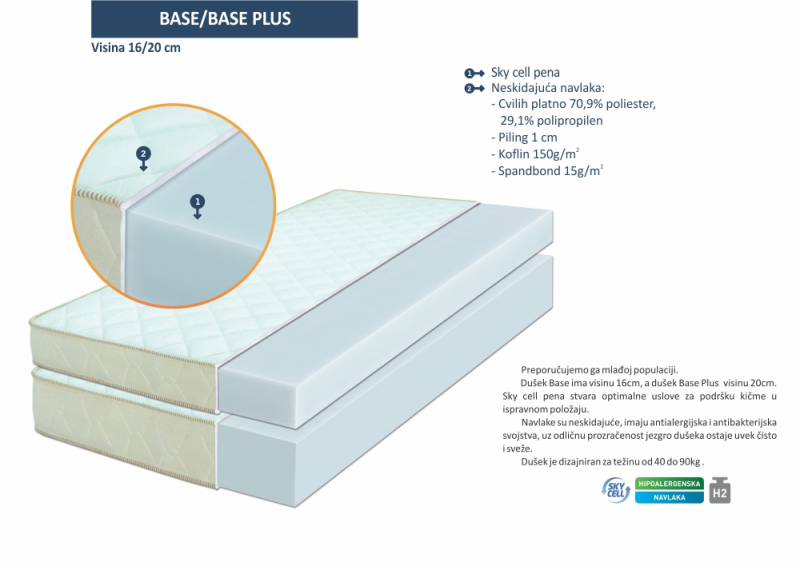 BASE/BASE PLUS
Visina 16/20 cm
1 Sky cell pena
2 Neskidajuća navlaka:
- Cvilih platno 70,9% poliester,
29,1% polipropilen
- Piling 1 cm
- Koflin 150g/m²
- Spandbond 15g/m²
2
1
Preporučujemo ga mlađoj populaciji.
Dušek Base ima visinu 16cm, a dušek Base Plus visinu 20cm.
Sky cell pena stvara optimalne uslove za podršku kičme u
ispravnom položaju.
Navlake su neskidajuće, imaju antialergijska i antibakterijska
svojstva, uz odličnu prozračenost jezgro dušeka ostaje uvek čisto
i sveže.
Dušek je dizajniran za težinu od 40 do 90kg .
SKY
CELL
HIPOALERGENSKA
NAVLAKA
H2